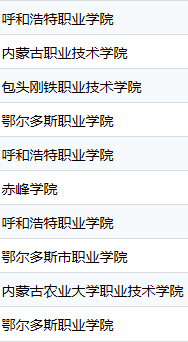 呼和浩特职业学院
内蒙古职业技术学院
包头刚铁职业技术学院
鄂尔多斯职业学院
呼和浩特职业学院
赤峰学院
呼和浩特职业学院
鄂尔多斯市职业学院
内蒙古农业大学职业技术学院
鄂尔多斯职业学院